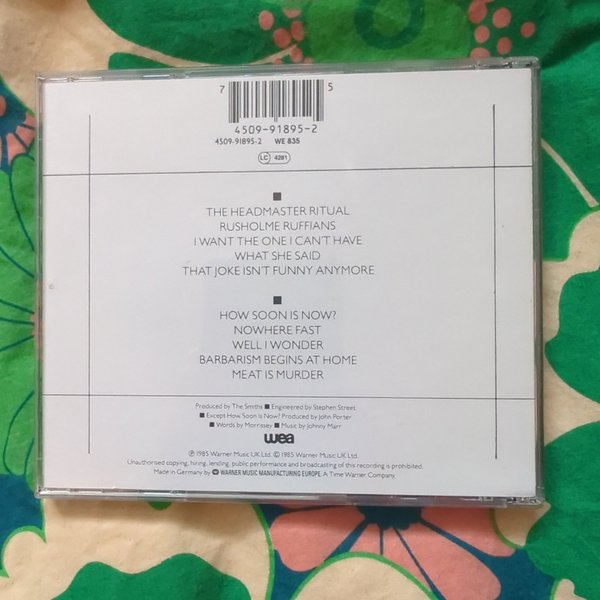 7 5
4509-91895-2
4509-91895-2 WE 835
LC 4281
THE HEADMASTER RITUAL
RUSHOLME RUFFIANS
I WANT THE ONE I CAN'T HAVE
WHAT SHE SAID
THAT JOKE ISN'T FUNNY ANYMORE
HOW SOON IS NOW?
NOWHERE FAST
WELL I WONDER
BARBARISM BEGINS AT HOME
MEAT IS MURDER
Produced by The Smiths ■ Engineered by Stephen Street
■ Except How Soon is Now? Produced by John Porter
■ Words by Morrissey ■ Music by Johnny Marr
wea
℗ 1985 Warner Music UK Ltd. © 1985 Warner Music UK Ltd.
Unauthorised copying, hiring, lending, public performance and broadcasting of this recording is prohibited.
Made in Germany by WARNER MUSIC MANUFACTURING EUROPE. A Time Warner Company.